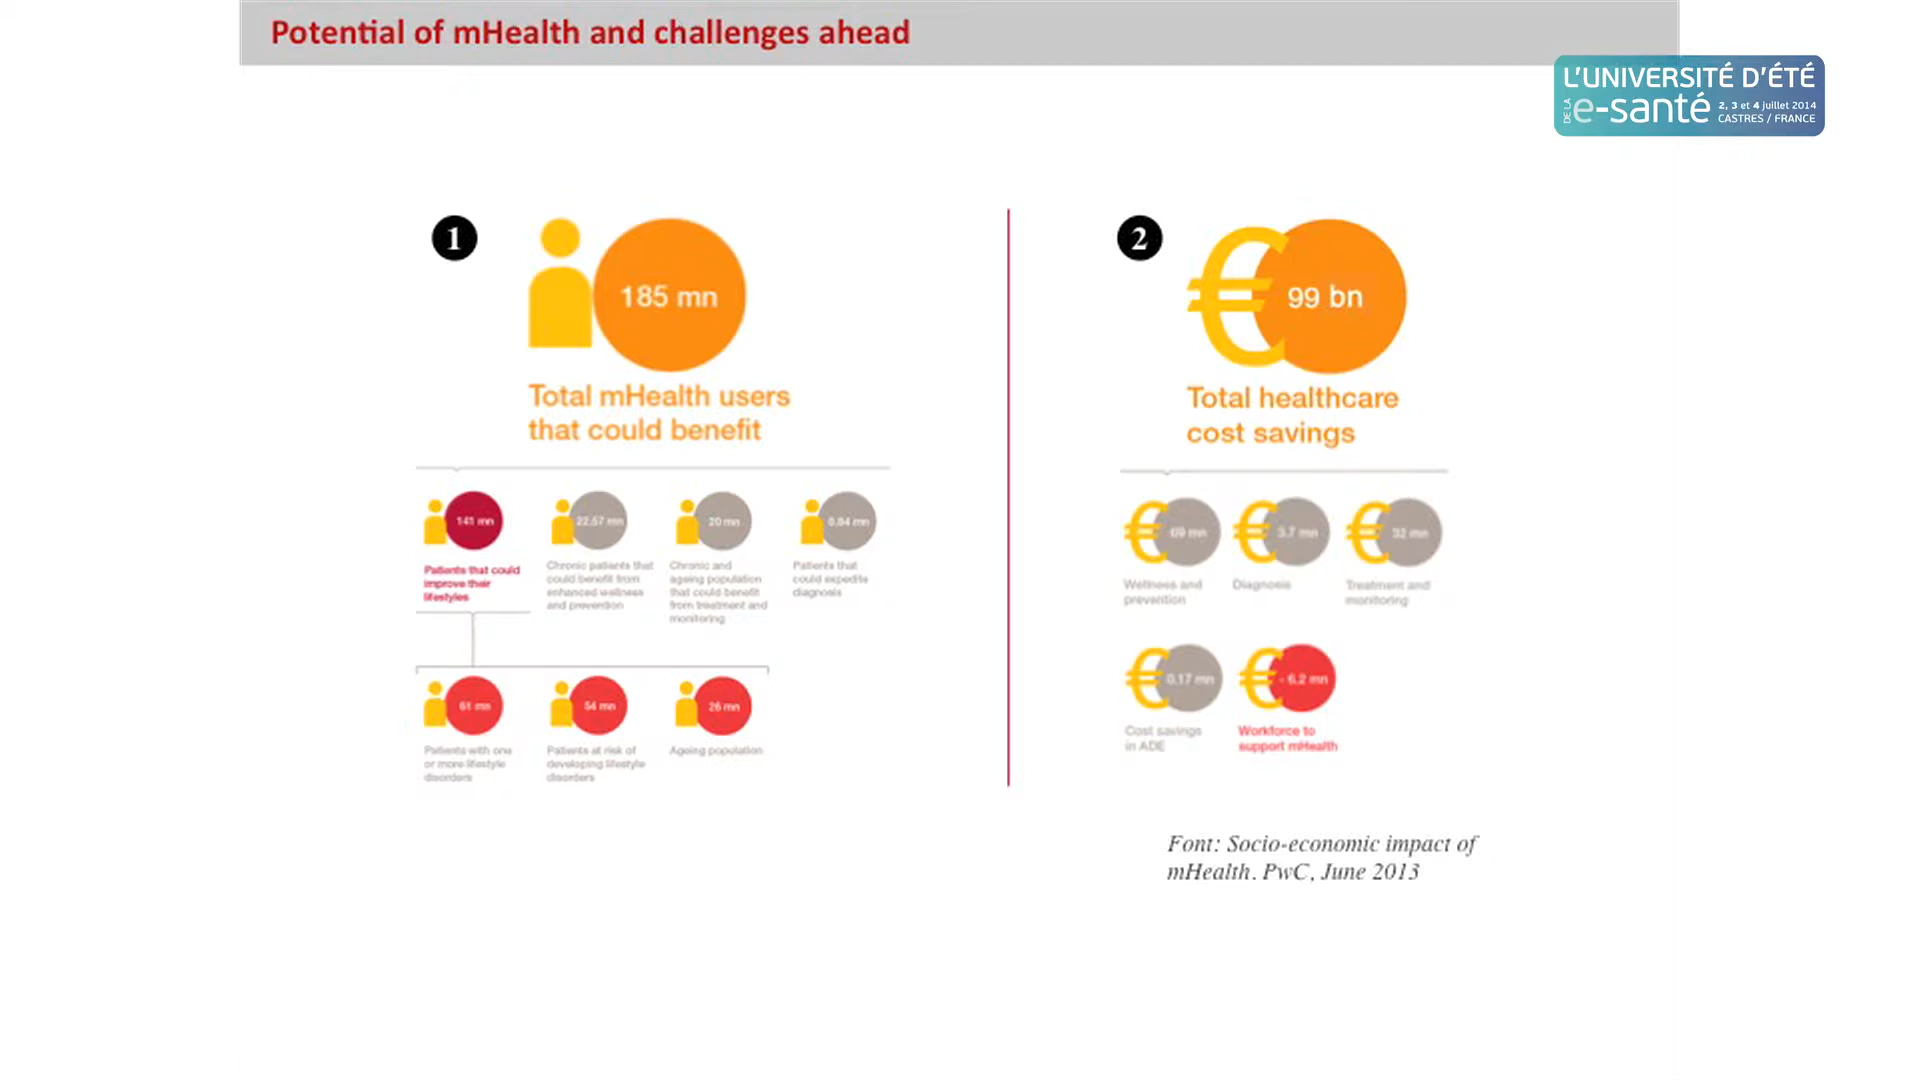 Potential of mHealth and challenges ahead
L'UNIVERSITÉ D'ÉTÉ
DE LA e-santé 2, 3 et 4 juillet 2014
CASTRES / FRANCE
1
185 mn
Total mHealth users
that could benefit
141 mn
22.57 mn
20 mn
0.84 mn
Patients that could
improve their
lifestyles
Chronic patients that
could benefit from
enhanced wellness
and prevention
Chronic and
ageing population
that could benefit
from treatment and
monitoring
Patients that
could expedite
diagnosis
61 mn
54 mn
26 mn
Patients with one
or more lifestyle
disorders
Patients at risk of
developing lifestyle
disorders
Ageing population
2
€ 99 bn
Total healthcare
cost savings
€ 69 mn
€ 3.7 mn
€ 32 mn
Wellness and
prevention
Diagnosis
Treatment and
monitoring
€ 0.17 mn
€ - 6.2 mn
Cost savings
in ADE
Workforce to
support mHealth
Font: Socio-economic impact of
mHealth. PwC, June 2013